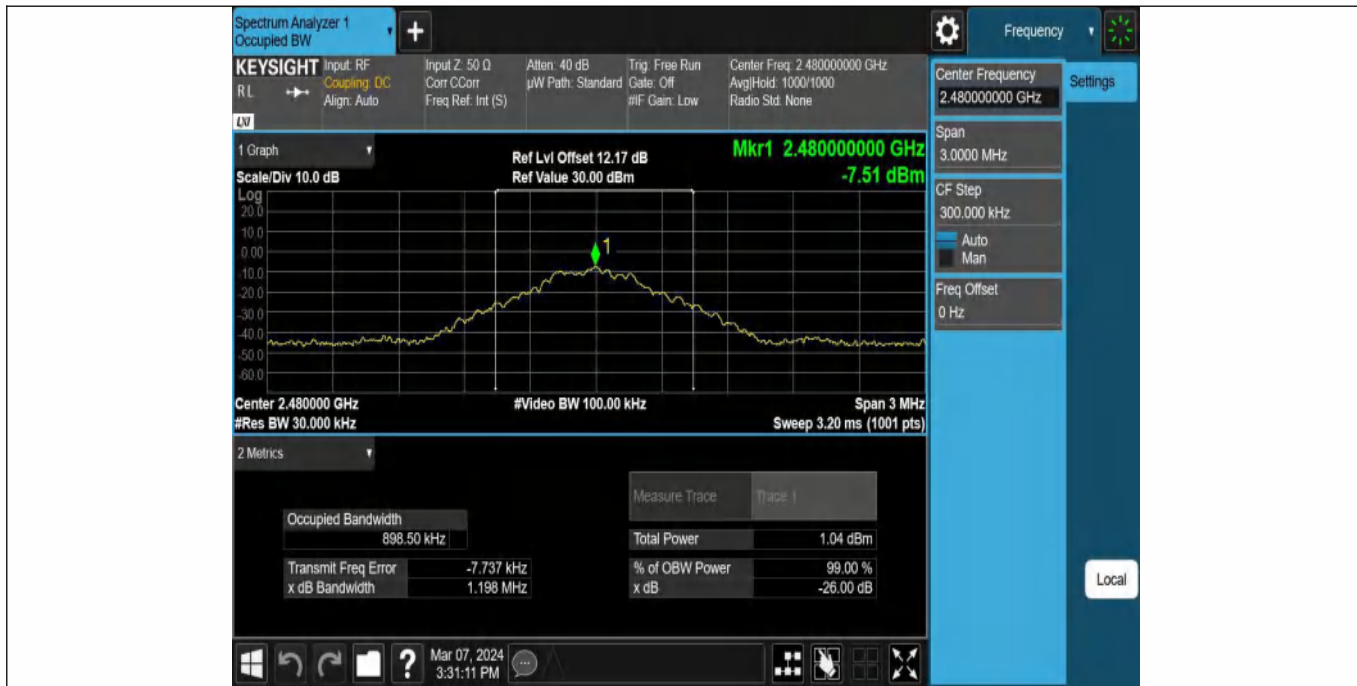 Spectrum Analyzer 1
Occupied BW
+
Frequency
KEYSIGHT
RL
LXI
Input: RF
Coupling: DC
Align: Auto
Input Z: 50 Ω
Corr CCorr
Freq Ref: Int (S)
Atten: 40 dB
µW Path: Standard
Trig: Free Run
Gate: Off
#IF Gain: Low
Center Freq: 2.480000000 GHz
Avg|Hold: 1000/1000
Radio Std: None
1 Graph
Scale/Div 10.0 dB
Ref Lvl Offset 12.17 dB
Ref Value 30.00 dBm
Mkr1 2.480000000 GHz
-7.51 dBm
Log
20.0
10.0
0.00
-10.0
-20.0
-30.0
-40.0
-50.0
-60.0
1
Center 2.480000 GHz
#Video BW 100.00 kHz
Span 3 MHz
#Res BW 30.000 kHz
Sweep 3.20 ms (1001 pts)
2 Metrics
Measure Trace
Trace 1
Occupied Bandwidth
898.50 kHz
Total Power
1.04 dBm
Transmit Freq Error
-7.737 kHz
% of OBW Power
99.00 %
x dB Bandwidth
1.198 MHz
x dB
-26.00 dB
Center Frequency
2.480000000 GHz
Settings
Span
3.0000 MHz
CF Step
300.000 kHz
Auto
Man
Freq Offset
0 Hz
Local
?
Mar 07, 2024
3:31:11 PM